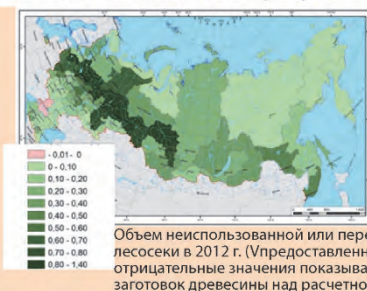 - 0,01- 0
0 - 0,10
0,10 - 0,20
0,20 - 0,30
0,30 - 0,40
0,40 - 0,50
0,50 - 0,60
0,60 - 0,70
0,70 - 0,80
0,80 - 1,40
Объем неиспользованной или пере
лесосеки в 2012 г. (Vпредоставленн
отрицательные значения показыва
заготовок древесины над расчетно